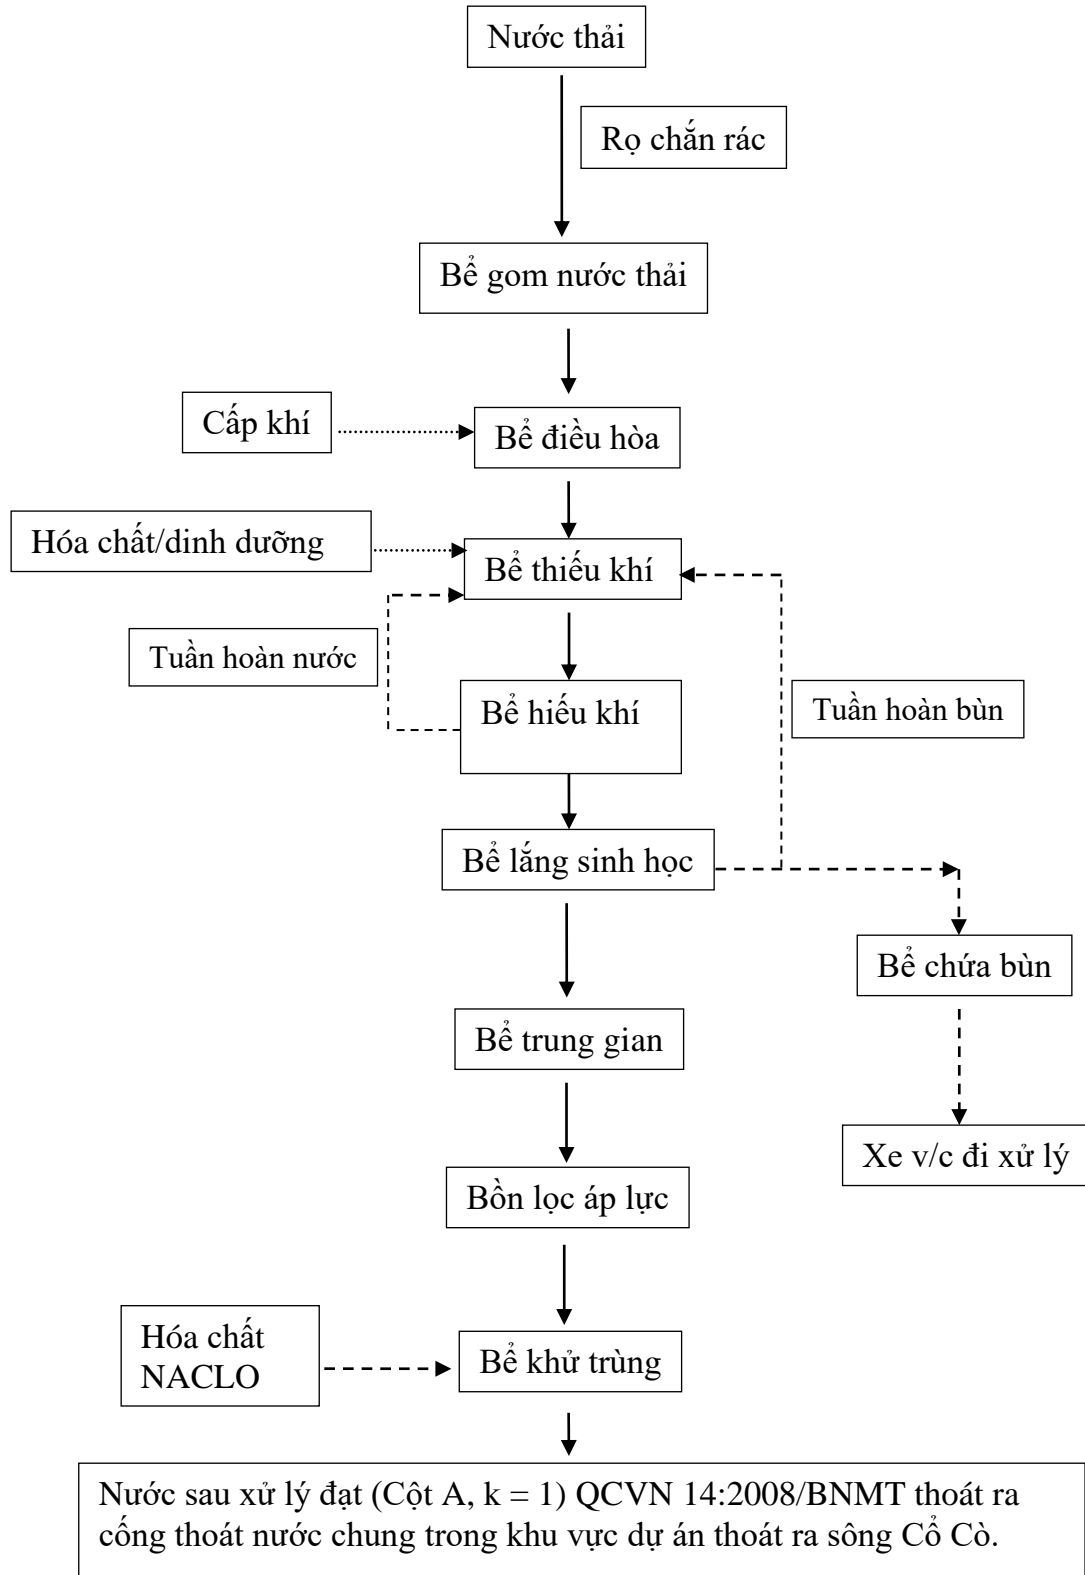 Nước thải
Rọ chắn rác
Bể gom nước thải
Cấp khí
Bể điều hòa
Hóa chất/dinh dưỡng
Bể thiếu khí
Tuần hoàn nước
Bể hiếu khí
Tuần hoàn bùn
Bể lắng sinh học
Bể chứa bùn
Bể trung gian
Xe v/c đi xử lý
Bồn lọc áp lực
Hóa chất
NACLO
Bể khử trùng
Nước sau xử lý đạt (Cột A, k = 1) QCVN 14:2008/BNMT thoát ra
cống thoát nước chung trong khu vực dự án thoát ra sông Cổ Cò.